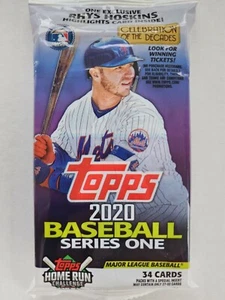 ONE EXCLUSIVE
RHYS HOSKINS
HIGHLIGHTS CARD INSIDE!
CELEBRATION
OF THE DECADES
LOOK FOR
WINNING
TICKETS!
Mets
Topps
2020
BASEBALL
SERIES ONE
MAJOR LEAGUE BASEBALL®
Topps
HOME RUN
CHALLENGE
34 CARDS